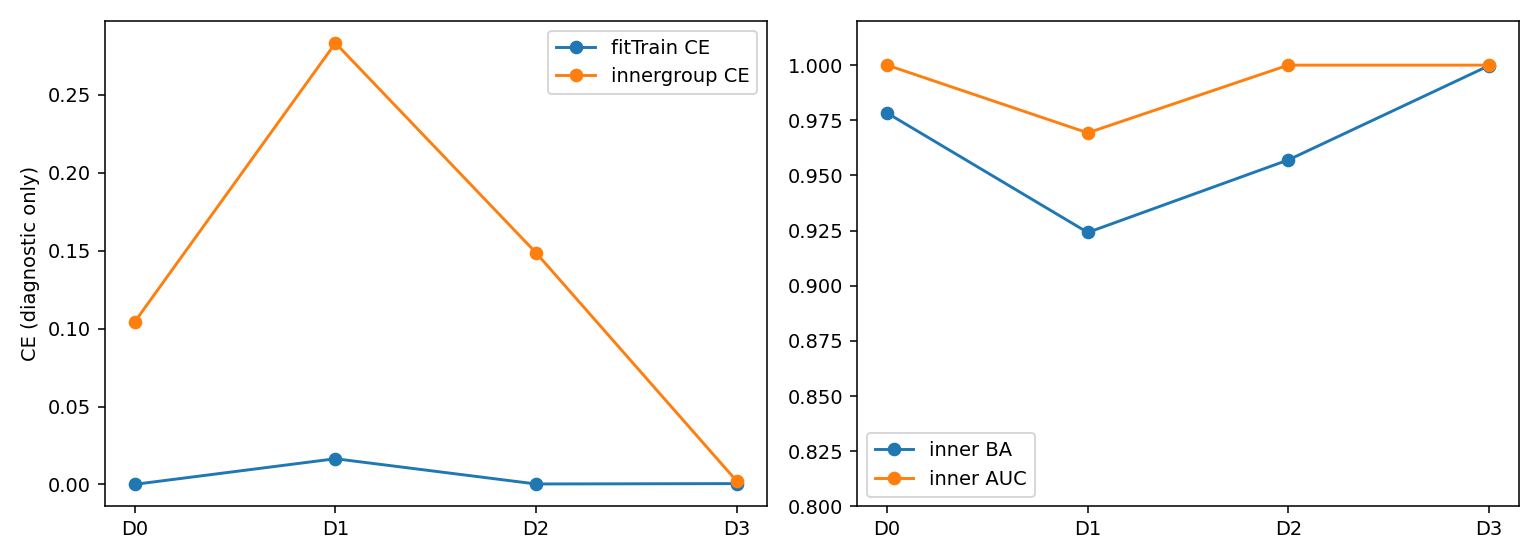 CE (diagnostic only)
0.25
0.20
0.15
0.10
0.05
0.00
D0 D1 D2 D3
fitTrain CE
innergroup CE
1.000
0.975
0.950
0.925
0.900
0.875
0.850
0.825
0.800
D0 D1 D2 D3
inner BA
inner AUC